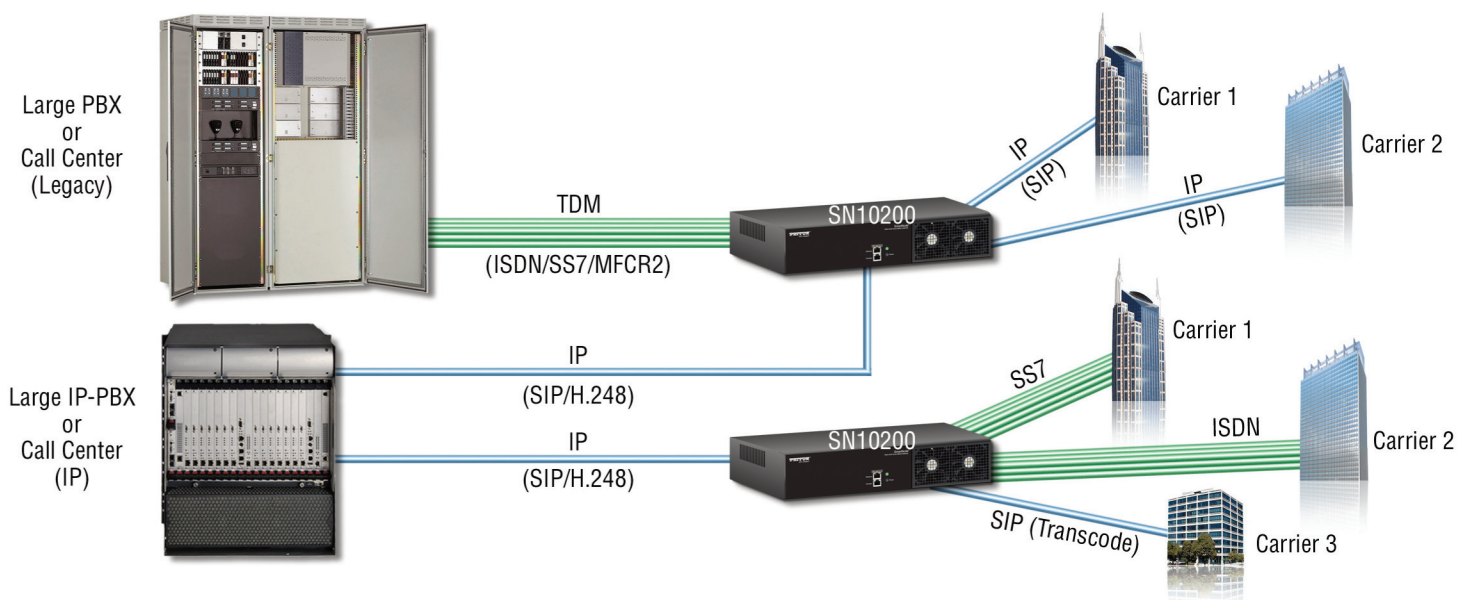 Large PBX
or
Call Center
(Legacy)
TDM
(ISDN/SS7/MFCR2)
SN10200
IP
(SIP)
Carrier 1
IP
(SIP)
Carrier 2
Large IP-PBX
or
Call Center
(IP)
IP
(SIP/H.248)
IP
(SIP/H.248)
SN10200
SS7
Carrier 1
ISDN
Carrier 2
SIP (Transcode)
Carrier 3